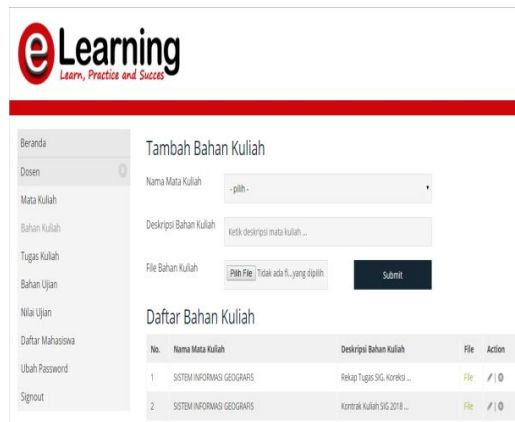 e Learning
Learn, Practice and Succes
Beranda
Dosen
Mata Kuliah
Bahan Kuliah
Tugas Kuliah
Bahan Ujian
Nilai Ujian
Daftar Mahasiswa
Ubah Password
Signout
Tambah Bahan Kuliah
Nama Mata Kuliah
- pilih -
Deskripsi Bahan Kuliah
Ketik deskripsi mata kuliah ...
File Bahan Kuliah
Pilih File Tidak ada fi...yang dipilih
Submit
Daftar Bahan Kuliah
No. Nama Mata Kuliah Deskripsi Bahan Kuliah File Action
1 SISTEM INFORMASI GEOGRAFIS Rekap Tugas SIG. Koreksi ... File |
2 SISTEM INFORMASI GEOGRAFIS Kontrak Kuliah SIG 2018 ... File |